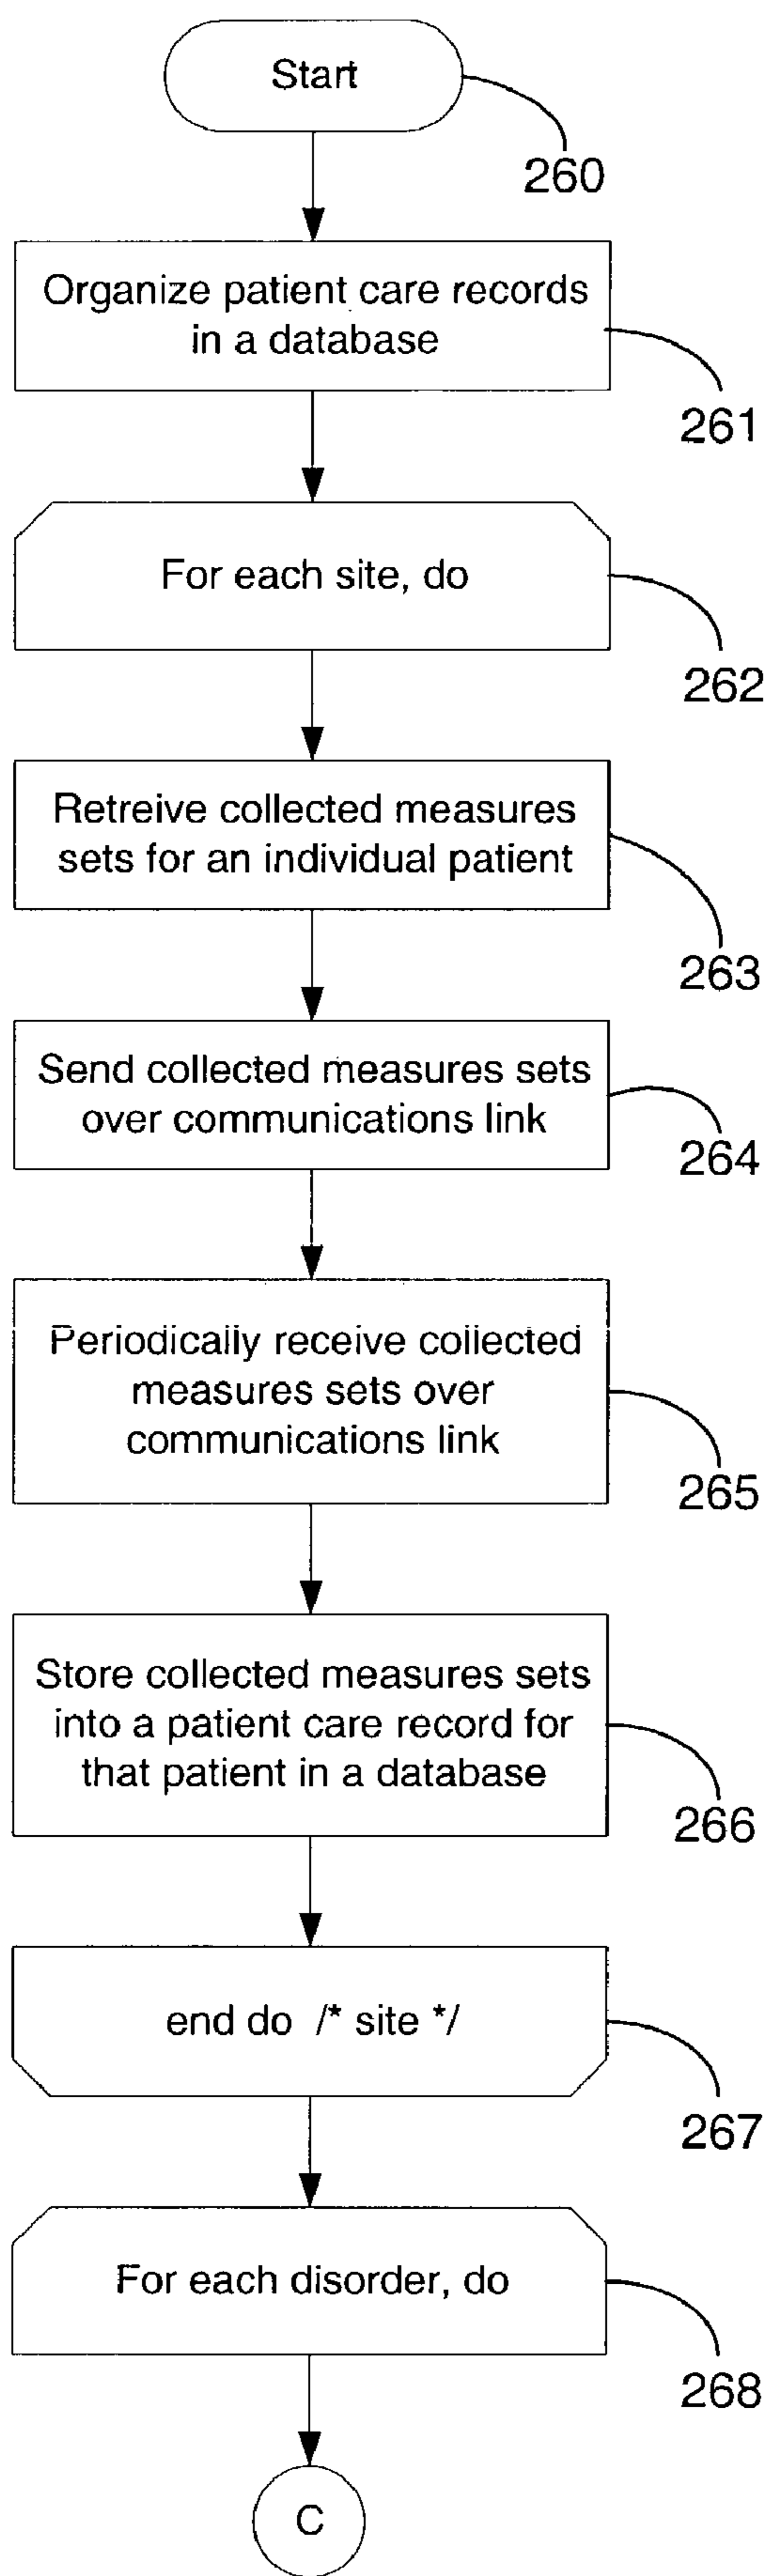 Start
260
Organize patient care records
in a database
261
For each site, do
262
Retreive collected measures
sets for an individual patient
263
Send collected measures sets
over communications link
264
Periodically receive collected
measures sets over
communications link
265
Store collected measures sets
into a patient care record for
that patient in a database
266
end do /* site */
267
For each disorder, do
268
C